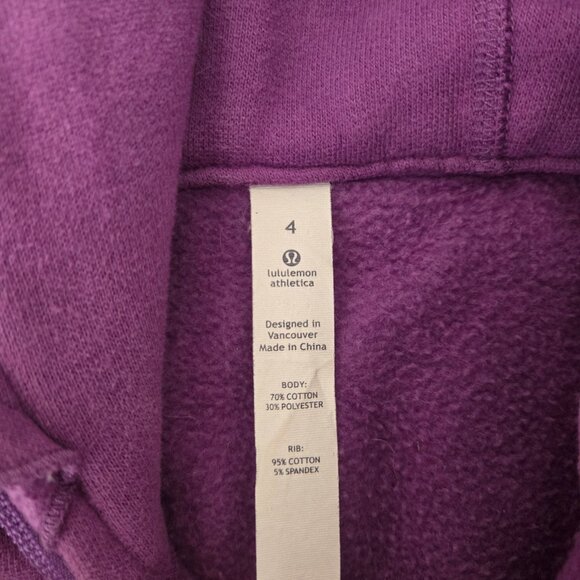 4
lululemon
athletica
Designed in
Vancouver
Made in China
BODY:
70% COTTON
30% POLYESTER
RIB:
95% COTTON
5% SPANDEX